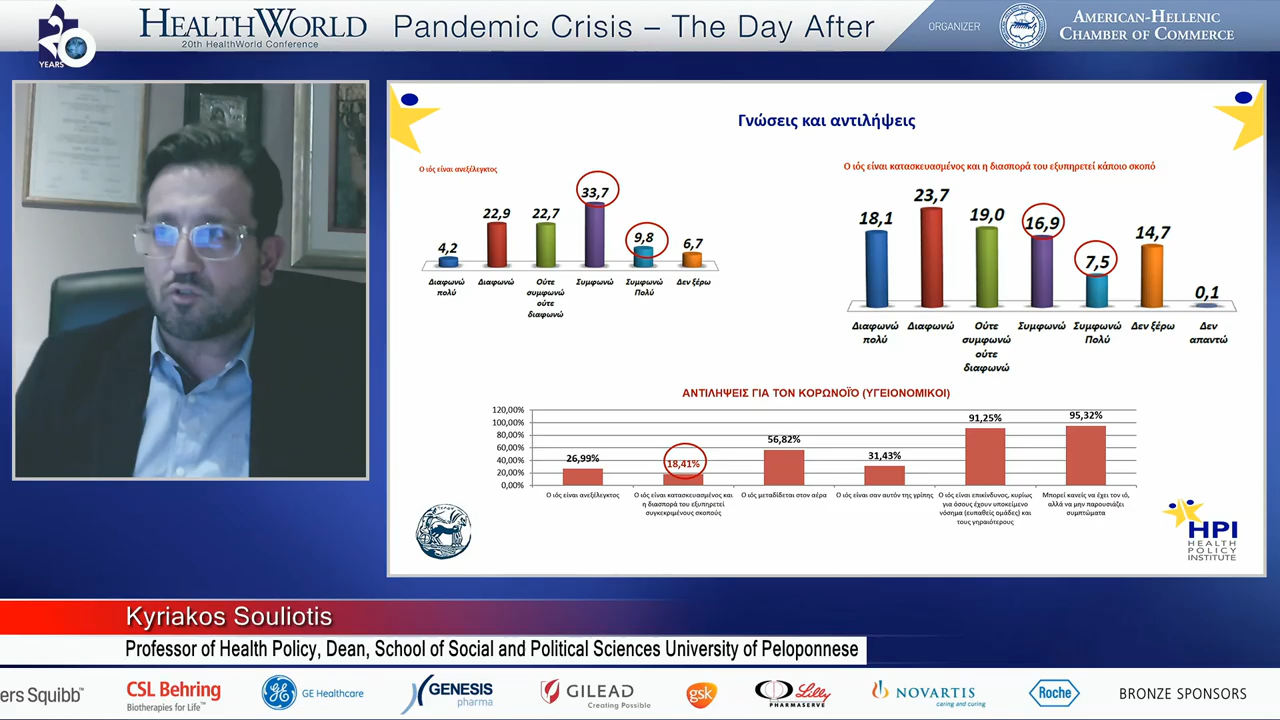 20
YEARS
HEALTHWORLD
20th HealthWorld Conference
Pandemic Crisis – The Day After
ORGANIZER
AMERICAN-HELLENIC
CHAMBER OF COMMERCE
Γνώσεις και αντιλήψεις
Ο ιός είναι ανεξέλεγκτος
4,2
22,9
22,7
33,7
9,8
6,7
Διαφωνώ πολύ
Διαφωνώ
Ούτε συμφωνώ ούτε διαφωνώ
Συμφωνώ
Συμφωνώ Πολύ
Δεν ξέρω
Ο ιός είναι κατασκευασμένος και η διασπορά του εξυπηρετεί κάποιο σκοπό
18,1
23,7
19,0
16,9
7,5
14,7
0,1
Διαφωνώ πολύ
Διαφωνώ
Ούτε συμφωνώ ούτε διαφωνώ
Συμφωνώ
Συμφωνώ Πολύ
Δεν ξέρω
Δεν απαντώ
ΑΝΤΙΛΗΨΕΙΣ ΓΙΑ ΤΟΝ ΚΟΡΩΝΟΪΟ (ΥΓΕΙΟΝΟΜΙΚΟΙ)
120,00%
100,00%
80,00%
60,00%
40,00%
20,00%
0,00%
26,99%
18,41%
56,82%
31,43%
91,25%
95,32%
Ο ιός είναι ανεξέλεγκτος
Ο ιός είναι κατασκευασμένος και
η διασπορά του εξυπηρετεί
συγκεκριμένους σκοπούς
Ο ιός μεταδίδεται στον αέρα
Ο ιός είναι σαν αυτόν της γρίπης
Ο ιός είναι επικίνδυνος, κυρίως
για όσους έχουν υποκείμενο
νόσημα (ευπαθείς ομάδες) και
τους γηραιότερους
Μπορεί κανείς να έχει τον ιό,
αλλά να μην παρουσιάζει
συμπτώματα
HPI
HEALTH
POLICY
INSTITUTE
Kyriakos Souliotis
Professor of Health Policy, Dean, School of Social and Political Sciences University of Peloponnese
ers Squibb™
CSL Behring
Biotherapies for Life™
GE Healthcare
GENESIS
pharma
GILEAD
Creating Possible
gsk
Lilly
PHARMASERVE
NOVARTIS
caring and curing
Roche
BRONZE SPONSORS